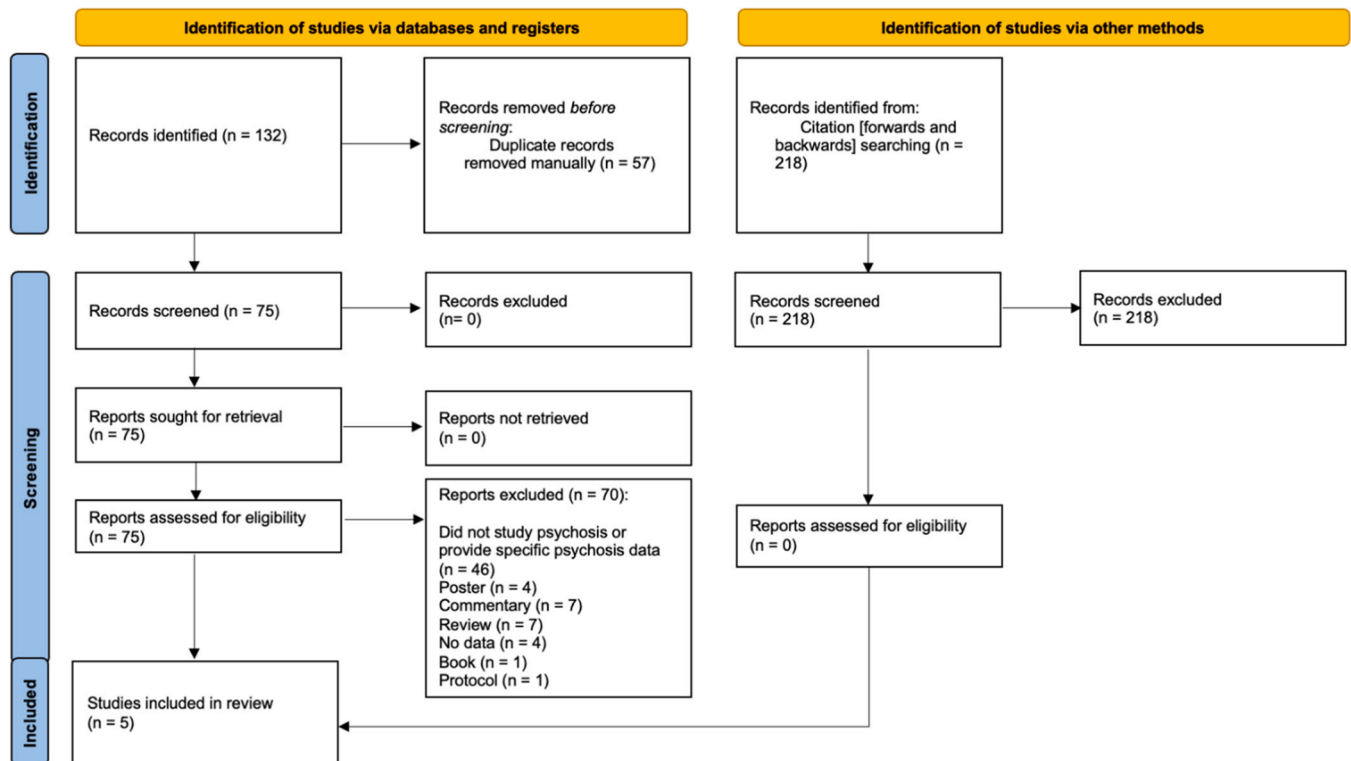 Identification of studies via databases and registers
Identification of studies via other methods
Identification
Records identified (n = 132)
Records removed before
screening:
Duplicate records
removed manually (n = 57)
Records identified from:
Citation [forwards and
backwards] searching (n =
218)
Screening
Records screened (n = 75)
Records excluded
(n= 0)
Records screened
(n = 218)
Records excluded
(n = 218)
Reports sought for retrieval
(n = 75)
Reports not retrieved
(n = 0)
Reports assessed for eligibility
(n = 75)
Reports excluded (n = 70):
Did not study psychosis or
provide specific psychosis data
(n = 46)
Poster (n = 4)
Commentary (n = 7)
Review (n = 7)
No data (n = 4)
Book (n = 1)
Protocol (n = 1)
Reports assessed for eligibility
(n = 0)
Included
Studies included in review
(n = 5)